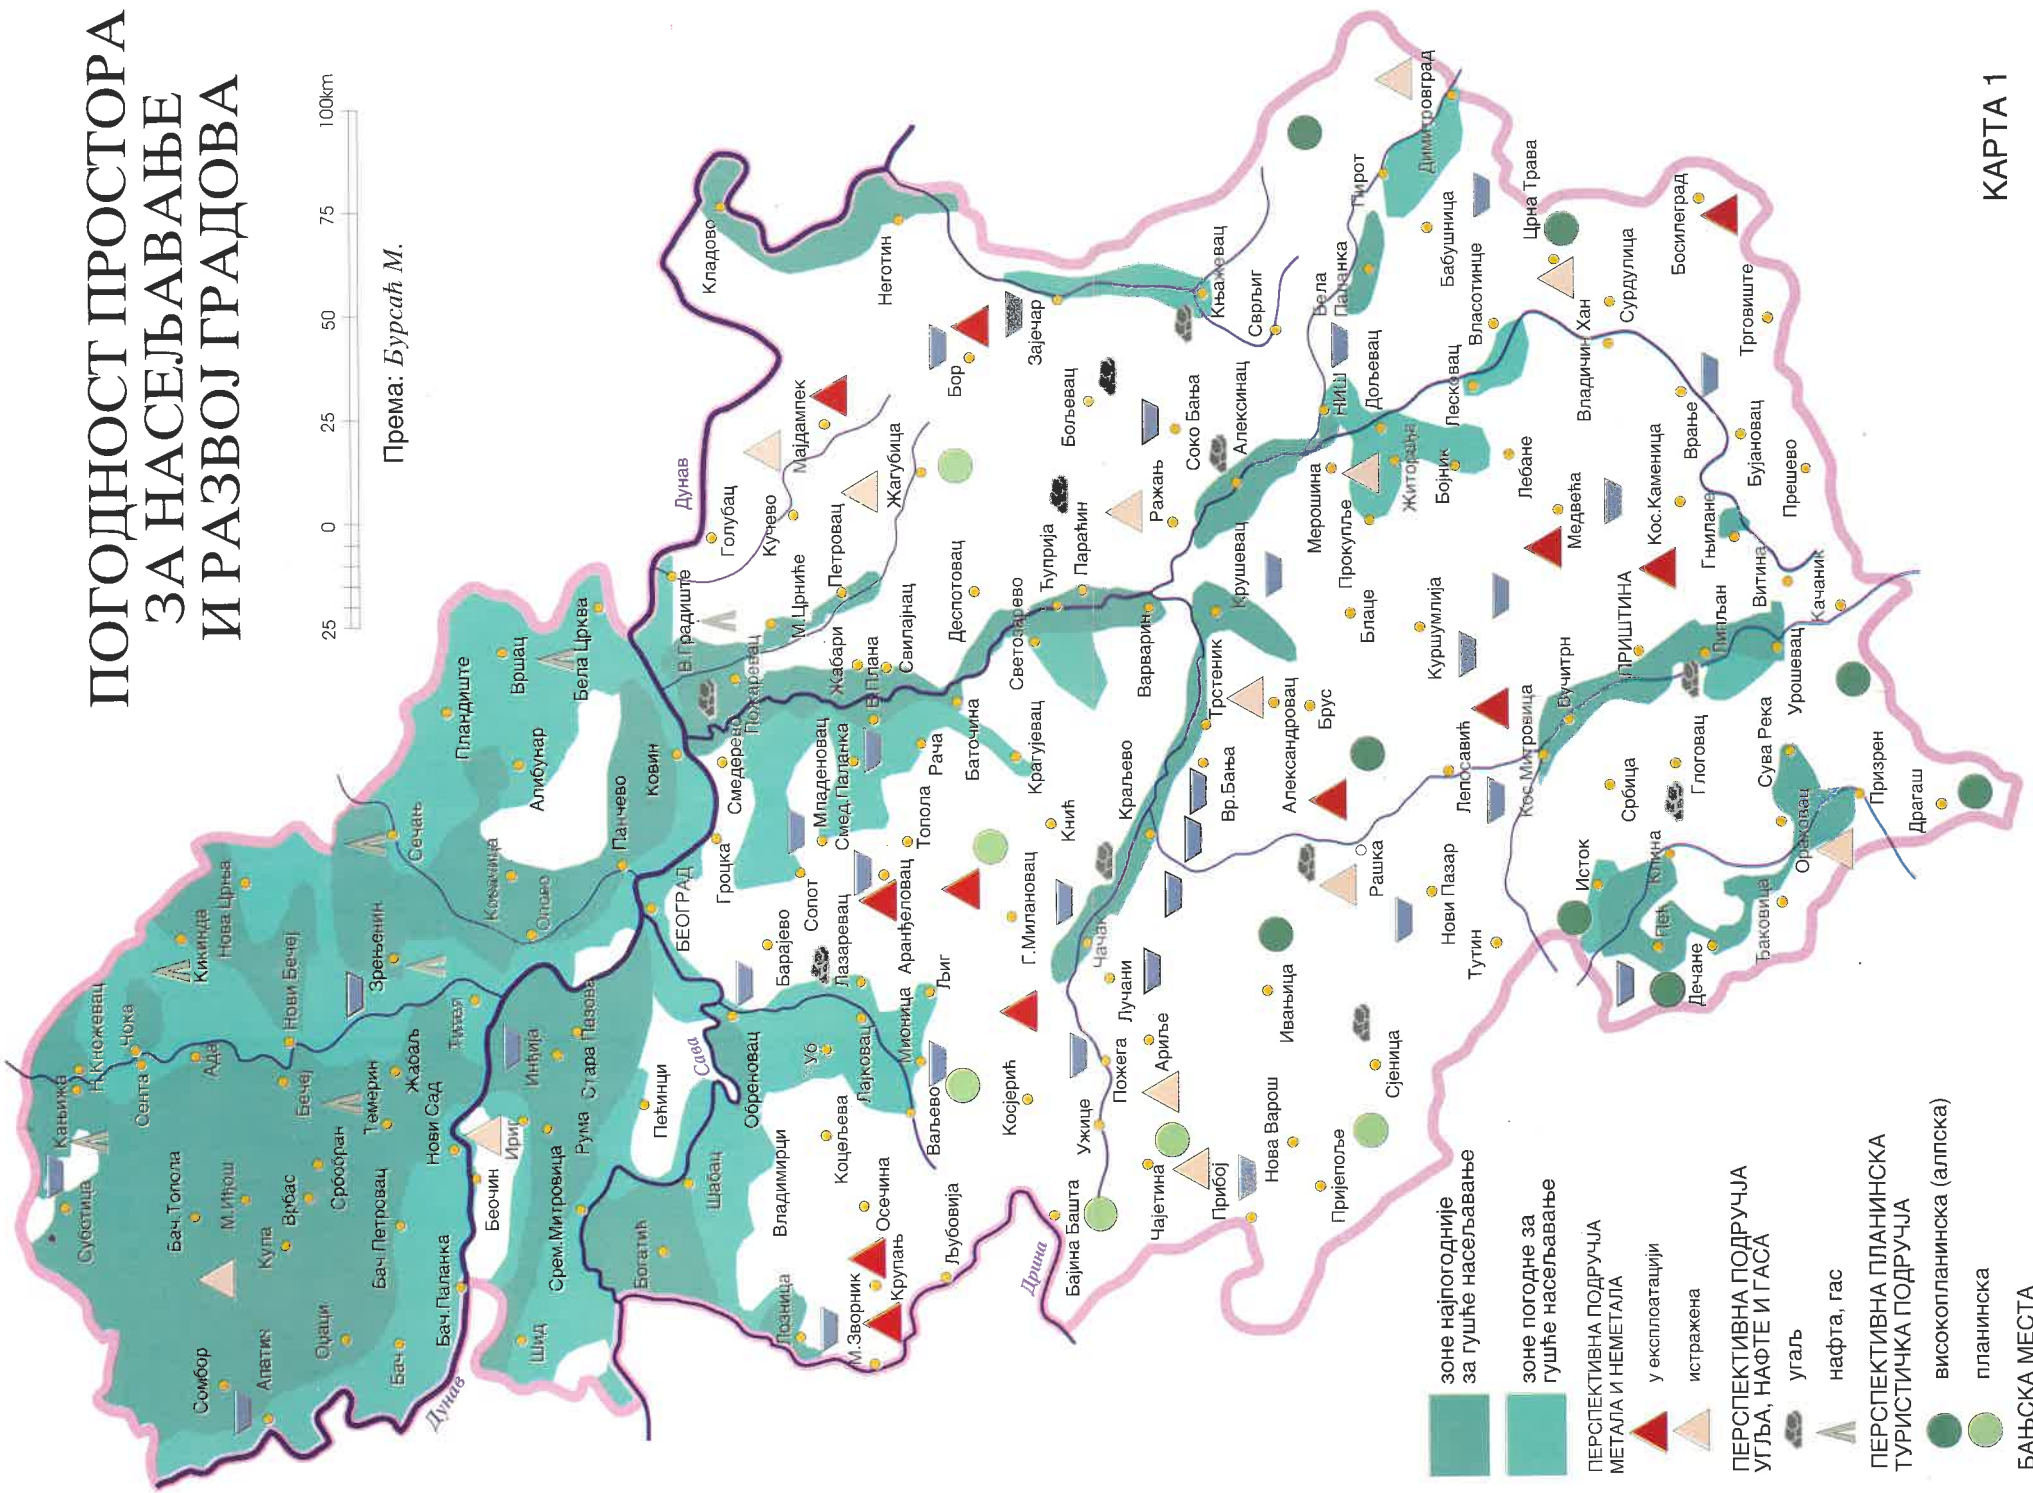 ПОГОДНОСТ ПРОСТОРА
ЗА НАСЕЉАВАЊЕ
И РАЗВОЈ ГРАДОВА
25
0
25
50
75
100km
Према: Бурсаћ М.
Кањижа
Н.Кножевац
Суботица
Чока
Сента
Кикинда
Нова Црња
Бач.Топола
Ада
М.Иђош
Бечеј
Нови Бечеј
Сомбор
Апатин
Кула
Врбас
Србобран
Оџаци
Темерин
Жабаљ
Зрењенин
Сечањ
Пландиште
Бач.Петровац
Бач
Бач.Паланка
Нови Сад
Тител
Ковачица
Алибунар
Вршац
Бела Црква
Опово
Беочин
Ириг
Инђија
Стара Пазова
Шид
Срем.Митровица
Рума
Пећинци
Панчево
Ковин
Дунав
БЕОГРАД
Гроцка
Смедерево
Пожаревац
В.Градиште
Голубац
Дунав
Кладово
Богатић
Шабац
Сава
Обреновац
Барајево
Сопот
Младеновац
Смед.Паланка
М.Црниће
Кучево
Мајдампек
Неготин
Лозница
Владимирци
Уб
Лазаревац
Жабари
Петровац
Жагубица
Коцељева
Лајковац
Аранђеловац
Топола
В.Плана
Свилајнац
М.Зворник
Крупањ
Осечина
Ваљево
Мионица
Љиг
Рача
Баточина
Деспотовац
Бор
Љубовија
Косјерић
Г.Милановац
Кнић
Крагујевац
Светозарево
Ћуприја
Параћин
Бољевац
Зајечар
Дрина
Бајина Башта
Ужице
Пожега
Лучани
Чачак
Краљево
Варварин
Ражањ
Соко Бања
Књажевац
Чајетина
Ариље
Вр.Бања
Трстеник
Крушевац
Алексинац
Сврљиг
Прибој
Нова Варош
Ивањица
Александровац
Брус
Мерошина
НИШ
Бела
Паланка
Пирот
Димитровград
Пријепоље
Сјеница
Рашка
Блаце
Прокупље
Житорађа
Дољевац
Бабушница
Нови Пазар
Тутин
Лепосавић
Куршумлија
Бојник
Лесковац
Власотинце
Црна Трава
Кос.Митровица
Вучитрн
Медвећа
Лебане
Владичин Хан
Сурдулица
Босилеград
Исток
Србица
ПРИШТИНА
Кос.Каменица
Врање
Трговиште
Пећ
Клина
Глоговац
Липљан
Гњилане
Бујановац
Дечане
Ђаковица
Ораховац
Сува Река
Урошевац
Витина
Прешево
Призрен
Качаник
Драгаш
КАРТА 1
зоне најпогодније
за гушће насељавање
зоне погодне за
гушће насељавање
ПЕРСПЕКТИВНА ПОДРУЧЈА
МЕТАЛА И НЕМЕТАЛА
у експлоатацији
истражена
ПЕРСПЕКТИВНА ПОДРУЧЈА
УГЉА, НАФТЕ И ГАСА
угаљ
нафта, гас
ПЕРСПЕКТИВНА ПЛАНИНСКА
ТУРИСТИЧКА ПОДРУЧЈА
високопланинска (алпска)
планинска
БАЊСКА МЕСТА